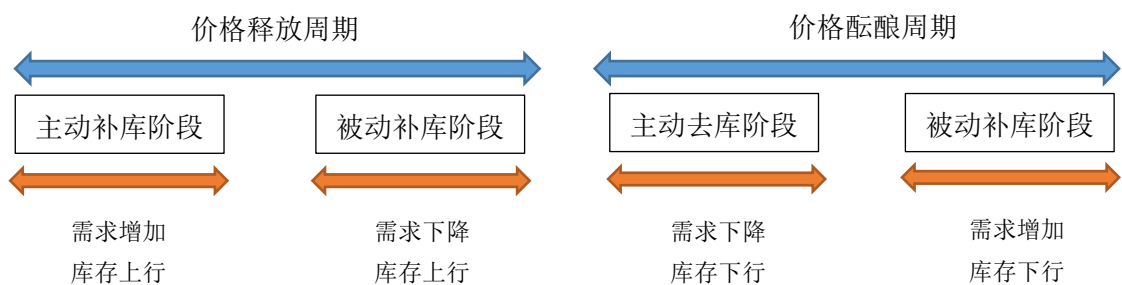 价格释放周期
价格酝酿周期
主动补库阶段
被动补库阶段
主动去库阶段
被动补库阶段
需求增加
库存上行
需求下降
库存上行
需求下降
库存下行
需求增加
库存下行